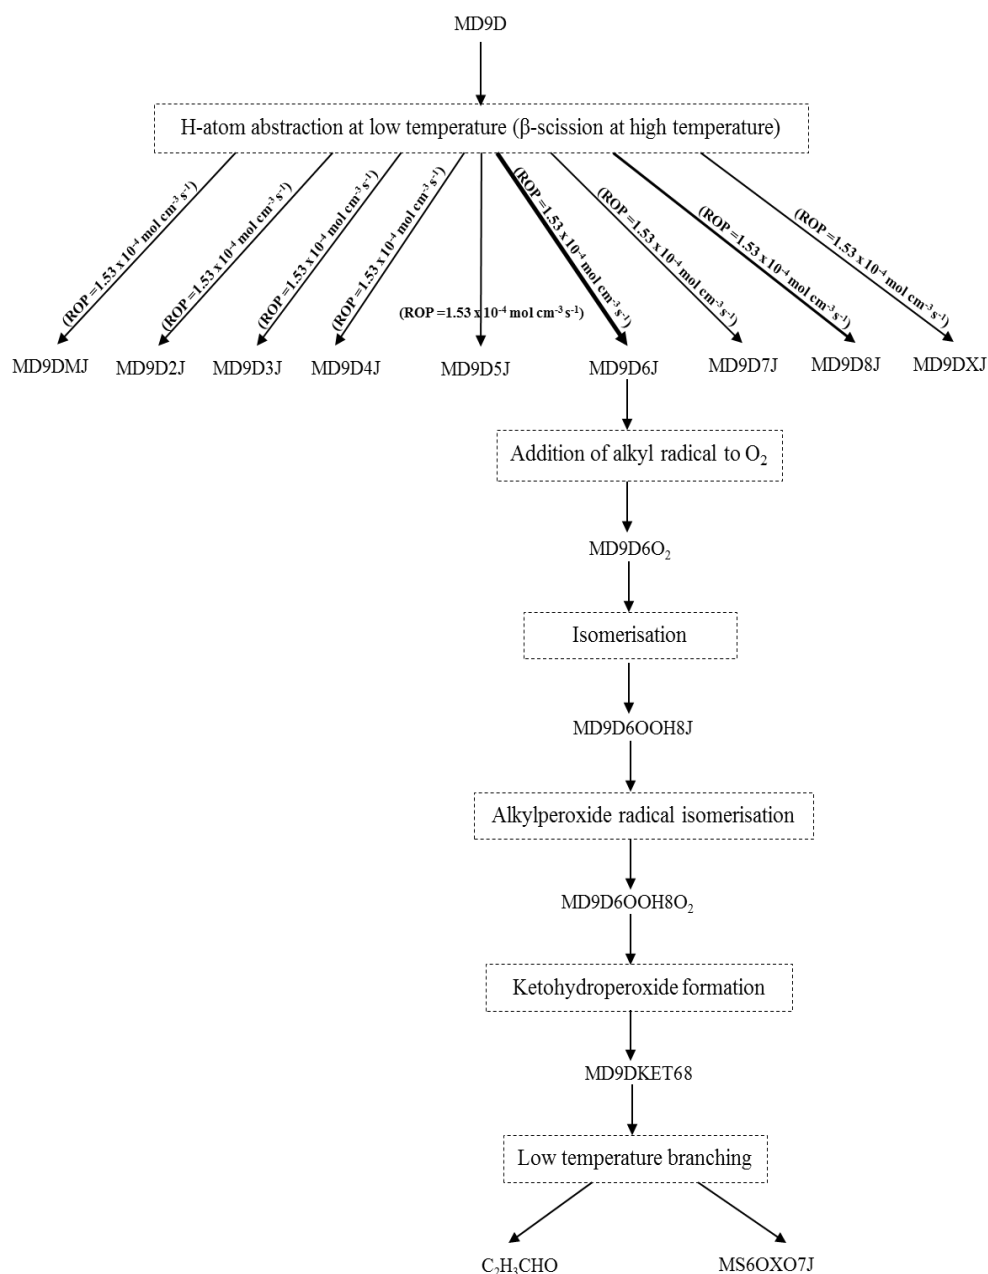 MD9D
H-atom abstraction at low temperature (β-scission at high temperature)
(ROP =1.53 x 10⁻⁴ mol cm⁻³ s⁻¹)
(ROP =1.53 x 10⁻⁴ mol cm⁻³ s⁻¹)
(ROP =1.53 x 10⁻⁴ mol cm⁻³ s⁻¹)
(ROP =1.53 x 10⁻⁴ mol cm⁻³ s⁻¹)
(ROP =1.53 x 10⁻⁴ mol cm⁻³ s⁻¹)
(ROP =1.53 x 10⁻⁴ mol cm⁻³ s⁻¹)
(ROP =1.53 x 10⁻⁴ mol cm⁻³ s⁻¹)
(ROP =1.53 x 10⁻⁴ mol cm⁻³ s⁻¹)
(ROP =1.53 x 10⁻⁴ mol cm⁻³ s⁻¹)
MD9DMJ MD9D2J MD9D3J MD9D4J MD9D5J MD9D6J MD9D7J MD9D8J MD9DXJ
Addition of alkyl radical to O₂
MD9D6O₂
Isomerisation
MD9D6OOH8J
Alkylperoxide radical isomerisation
MD9D6OOH8O₂
Ketohydroperoxide formation
MD9DKET68
Low temperature branching
C₂H₃CHO MS6OXO7J